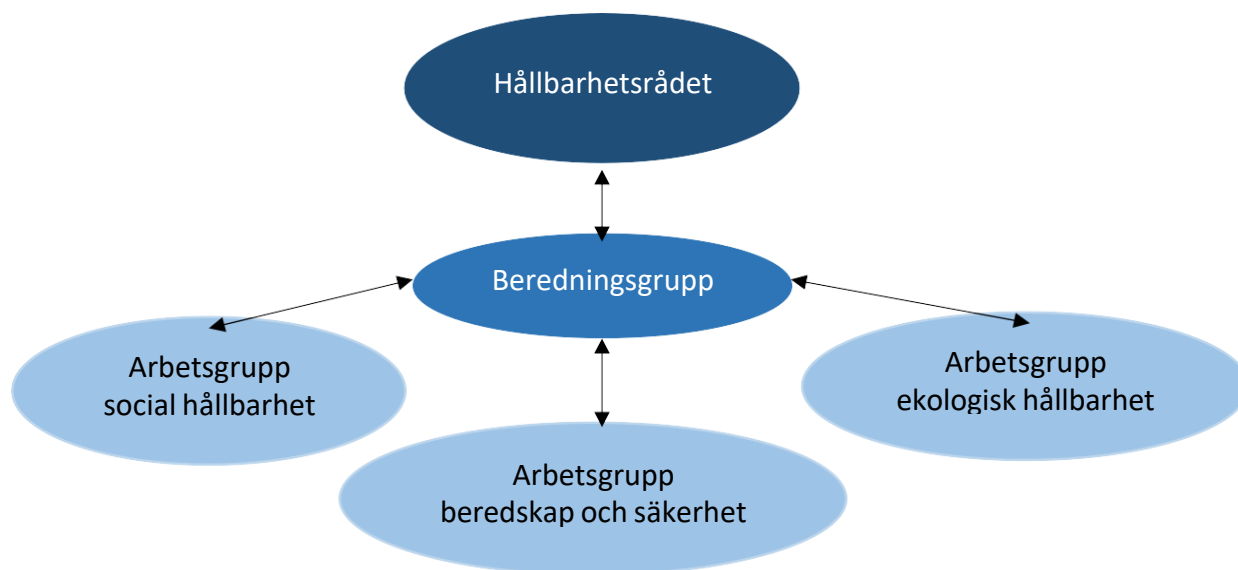 Hållbarhetsrådet
Beredningsgrupp
Arbetsgrupp
social hållbarhet
Arbetsgrupp
ekologisk hållbarhet
Arbetsgrupp
beredskap och säkerhet